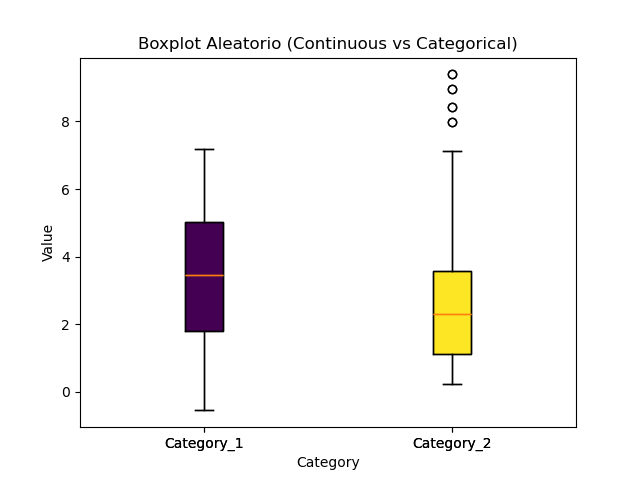 Boxplot Aleatorio (Continuous vs Categorical)
Value
8
6
4
2
0
Category_1
Category_2
Category